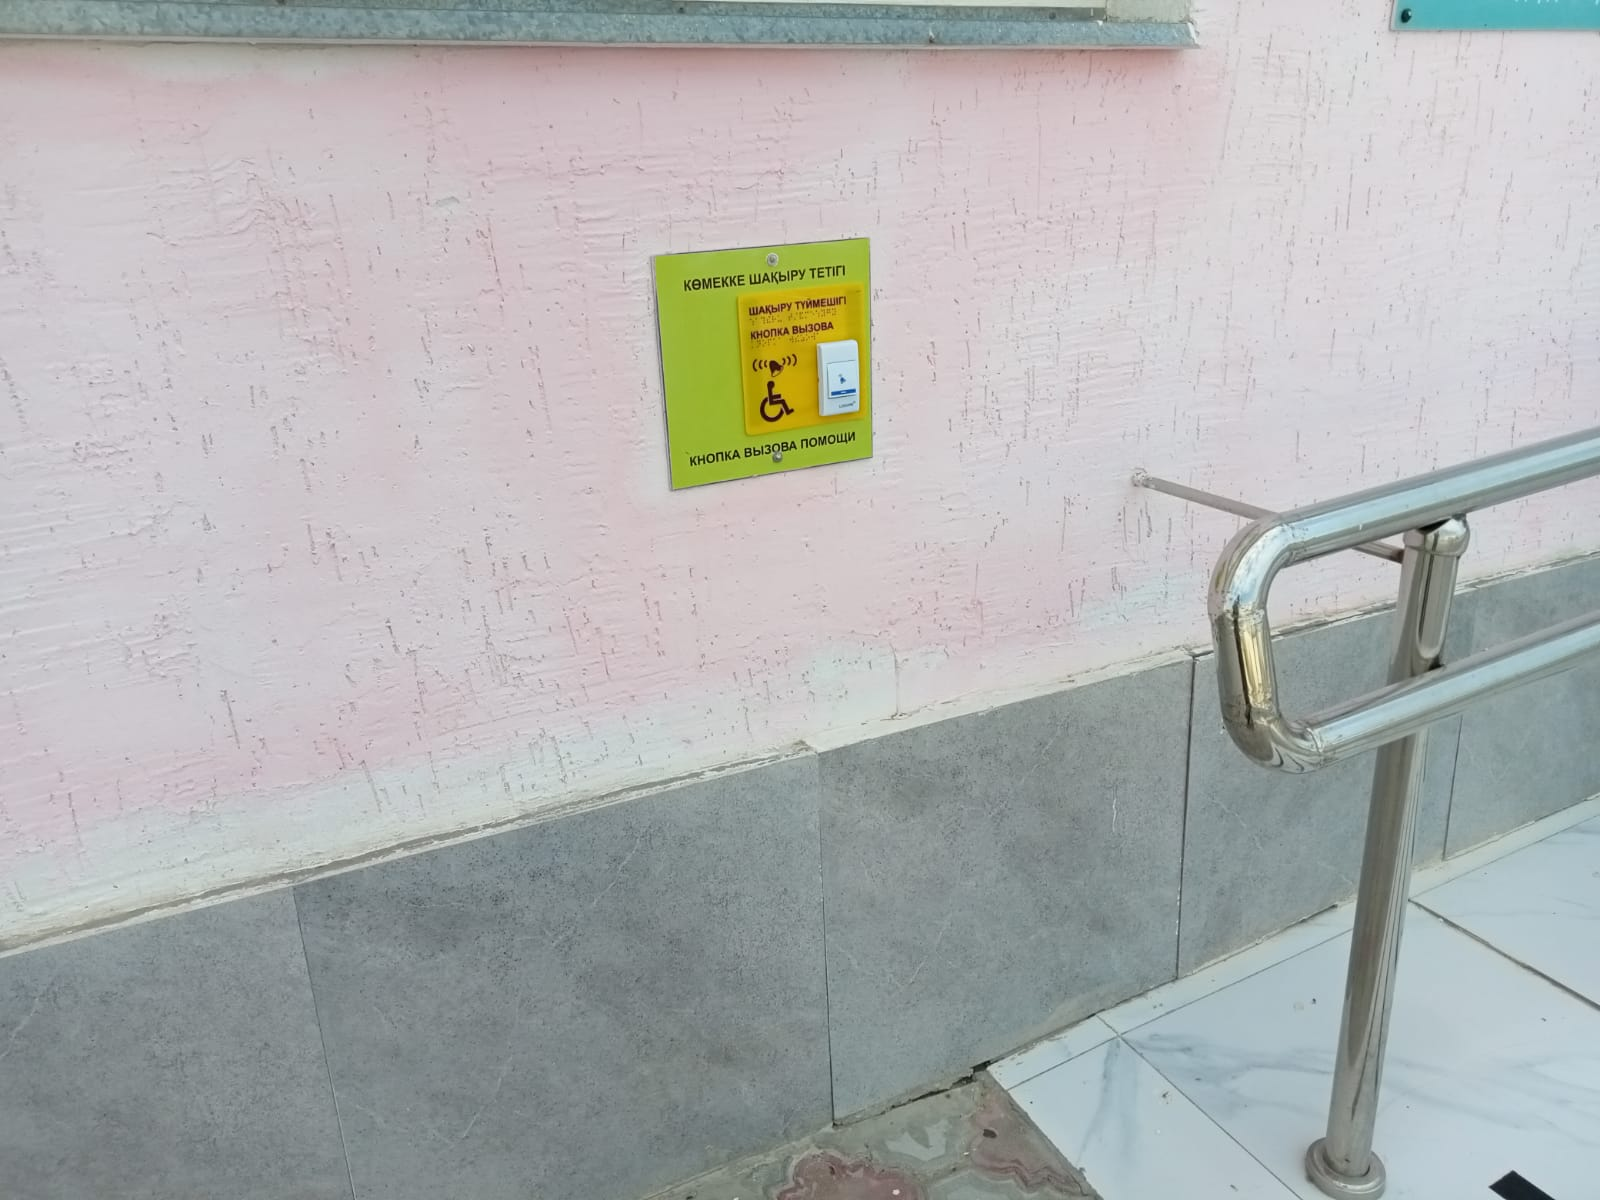 КӨМЕККЕ ШАҚЫРУ ТЕТІГІ
ШАҚЫРУ ТҮЙМЕШІГІ
КНОПКА ВЫЗОВА
КНОПКА ВЫЗОВА ПОМОЩИ